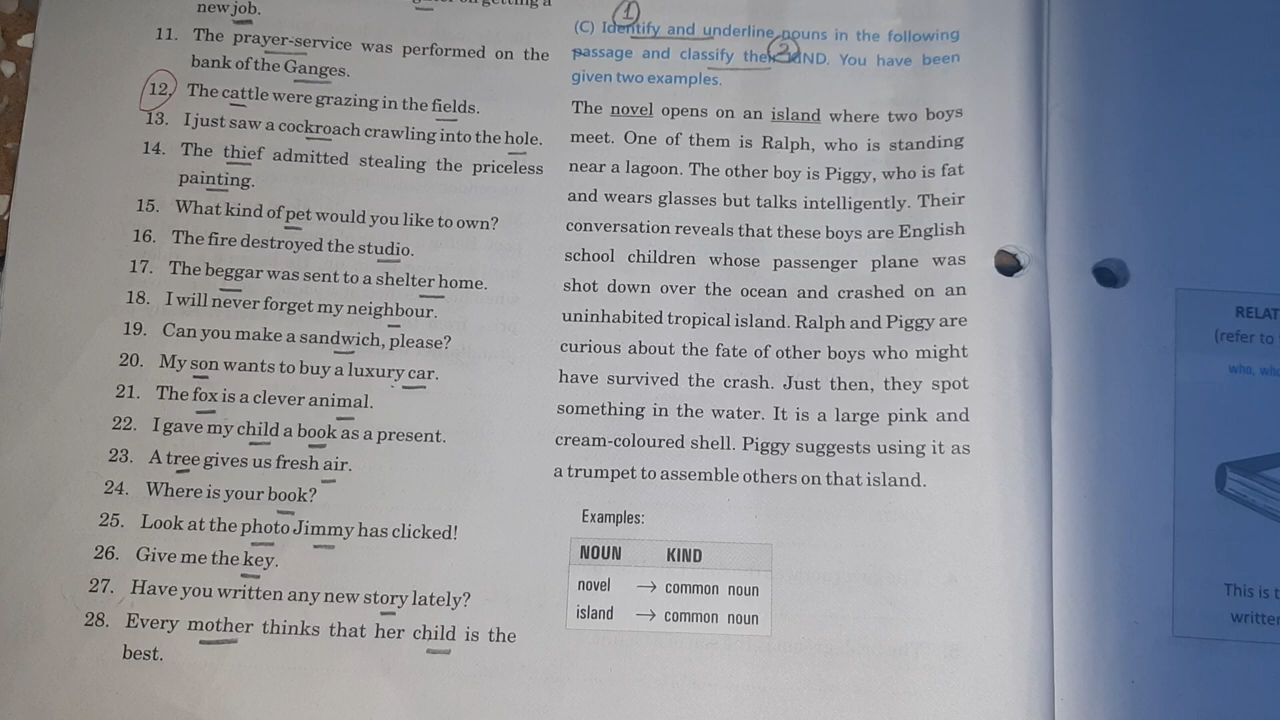 new job.
11. The prayer-service was performed on the
bank of the Ganges.
12. The cattle were grazing in the fields.
13. I just saw a cockroach crawling into the hole.
14. The thief admitted stealing the priceless
painting.
15. What kind of pet would you like to own?
16. The fire destroyed the studio.
17. The beggar was sent to a shelter home.
18. I will never forget my neighbour.
19. Can you make a sandwich, please?
20. My son wants to buy a luxury car.
21. The fox is a clever animal.
22. I gave my child a book as a present.
23. A tree gives us fresh air.
24. Where is your book?
25. Look at the photo Jimmy has clicked!
26. Give me the key.
27. Have you written any new story lately?
28. Every mother thinks that her child is the
best.
1
(C) Identify and underline nouns in the following
2
passage and classify their KIND. You have been
given two examples.
The novel opens on an island where two boys
meet. One of them is Ralph, who is standing
near a lagoon. The other boy is Piggy, who is fat
and wears glasses but talks intelligently. Their
conversation reveals that these boys are English
school children whose passenger plane was
shot down over the ocean and crashed on an
uninhabited tropical island. Ralph and Piggy are
curious about the fate of other boys who might
have survived the crash. Just then, they spot
something in the water. It is a large pink and
cream-coloured shell. Piggy suggests using it as
a trumpet to assemble others on that island.
Examples:
NOUN KIND
novel → common noun
island → common noun
RELAT
(refer to
who, who
This is t
writter